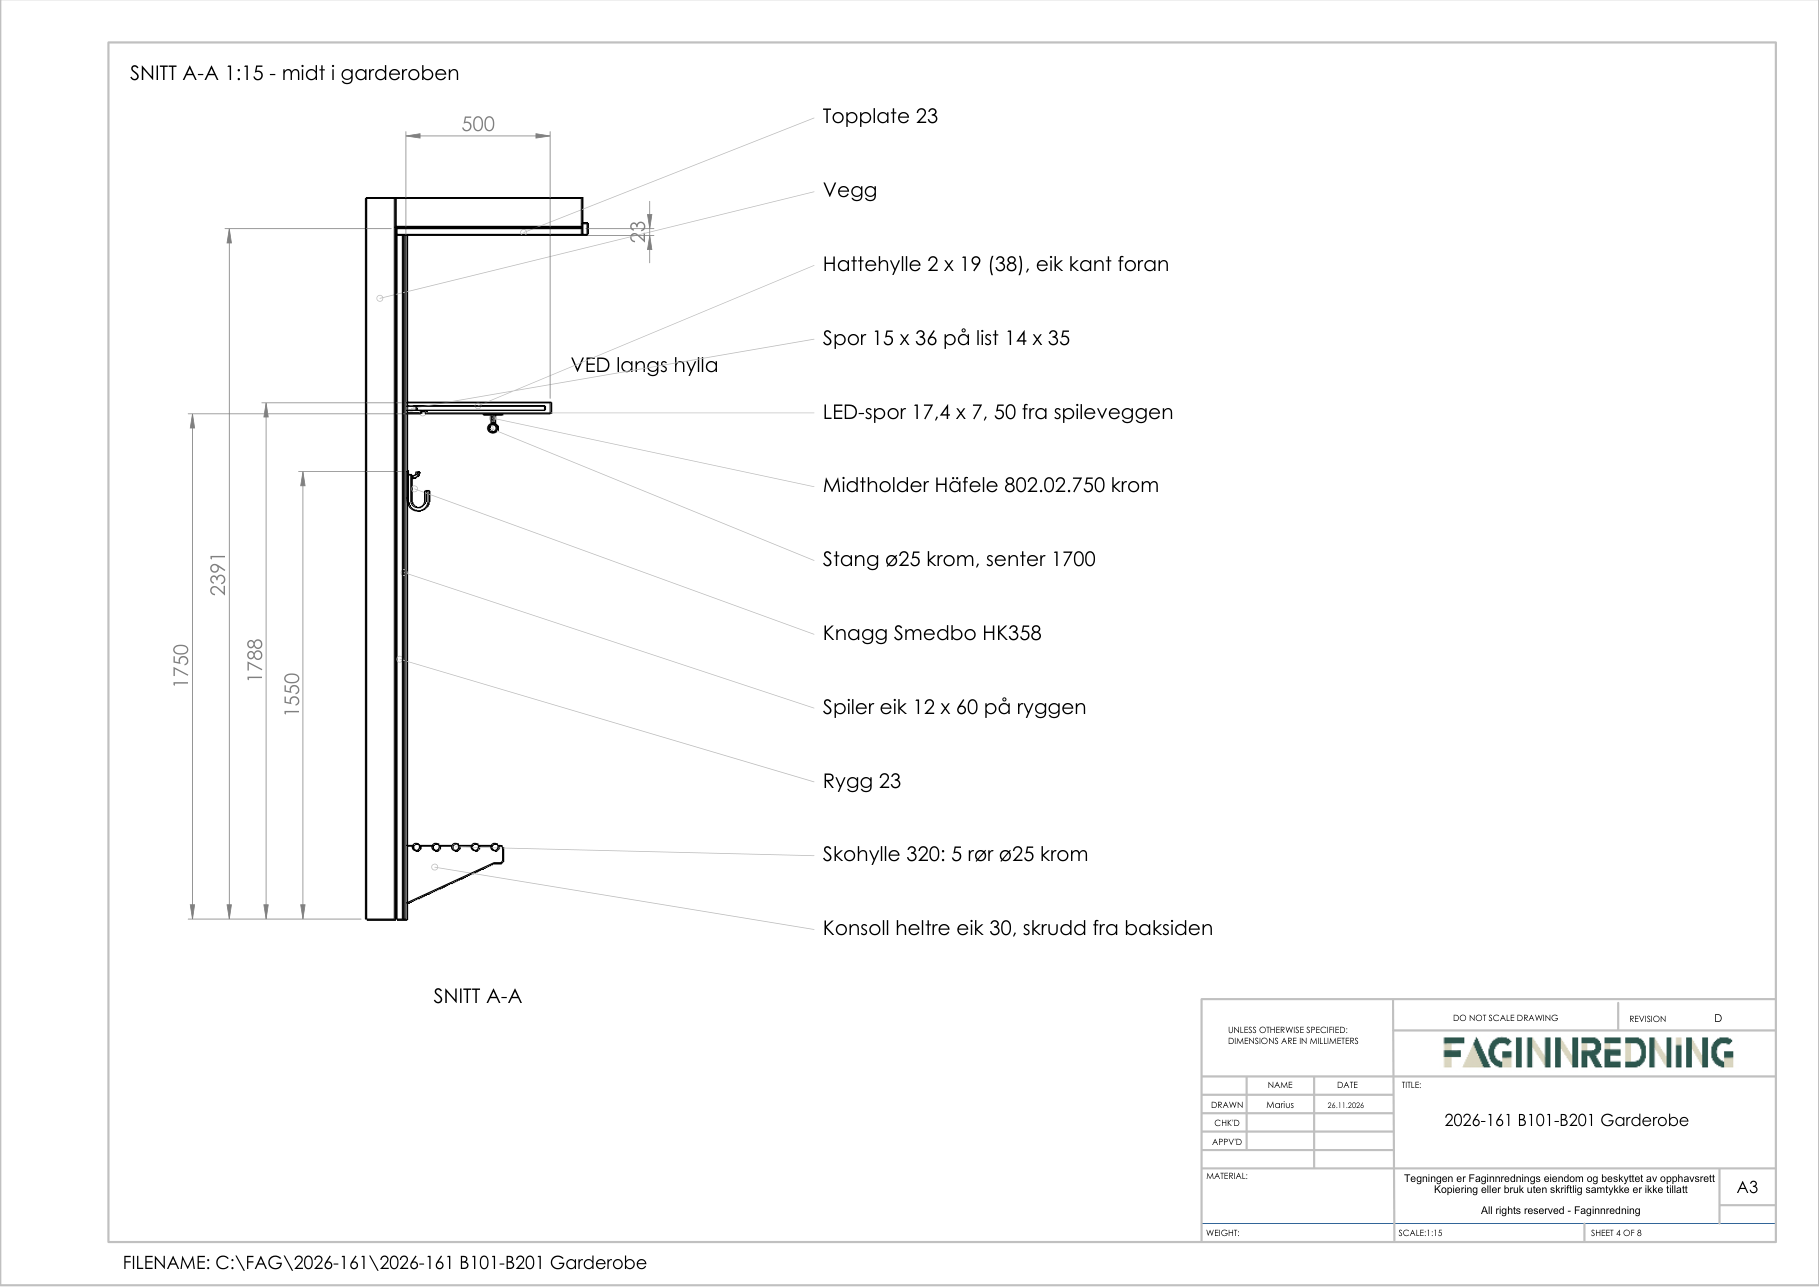 SNITT A-A 1:15 - midt i garderoben
500
Topplate 23
Vegg
23
Hattehylle 2 x 19 (38), eik kant foran
Spor 15 x 36 på list 14 x 35
VED langs hylla
LED-spor 17,4 x 7, 50 fra spileveggen
Midtholder Häfele 802.02.750 krom
Stang ø25 krom, senter 1700
2391
Knagg Smedbo HK358
1750
1788
1550
Spiler eik 12 x 60 på ryggen
Rygg 23
Skohylle 320: 5 rør ø25 krom
Konsoll heltre eik 30, skrudd fra baksiden
SNITT A-A
UNLESS OTHERWISE SPECIFIED:
DIMENSIONS ARE IN MILLIMETERS
DO NOT SCALE DRAWING
REVISION D
FAGINNREDNING
NAME DATE
DRAWN Marius 26.11.2026
CHK'D
APPV'D
TITLE:
2026-161 B101-B201 Garderobe
MATERIAL:
Tegningen er Faginnrednings eiendom og beskyttet av opphavsrett
Kopiering eller bruk uten skriftlig samtykke er ikke tillatt
All rights reserved - Faginnredning
A3
WEIGHT:
SCALE:1:15
SHEET 4 OF 8
FILENAME: C:\FAG\2026-161\2026-161 B101-B201 Garderobe